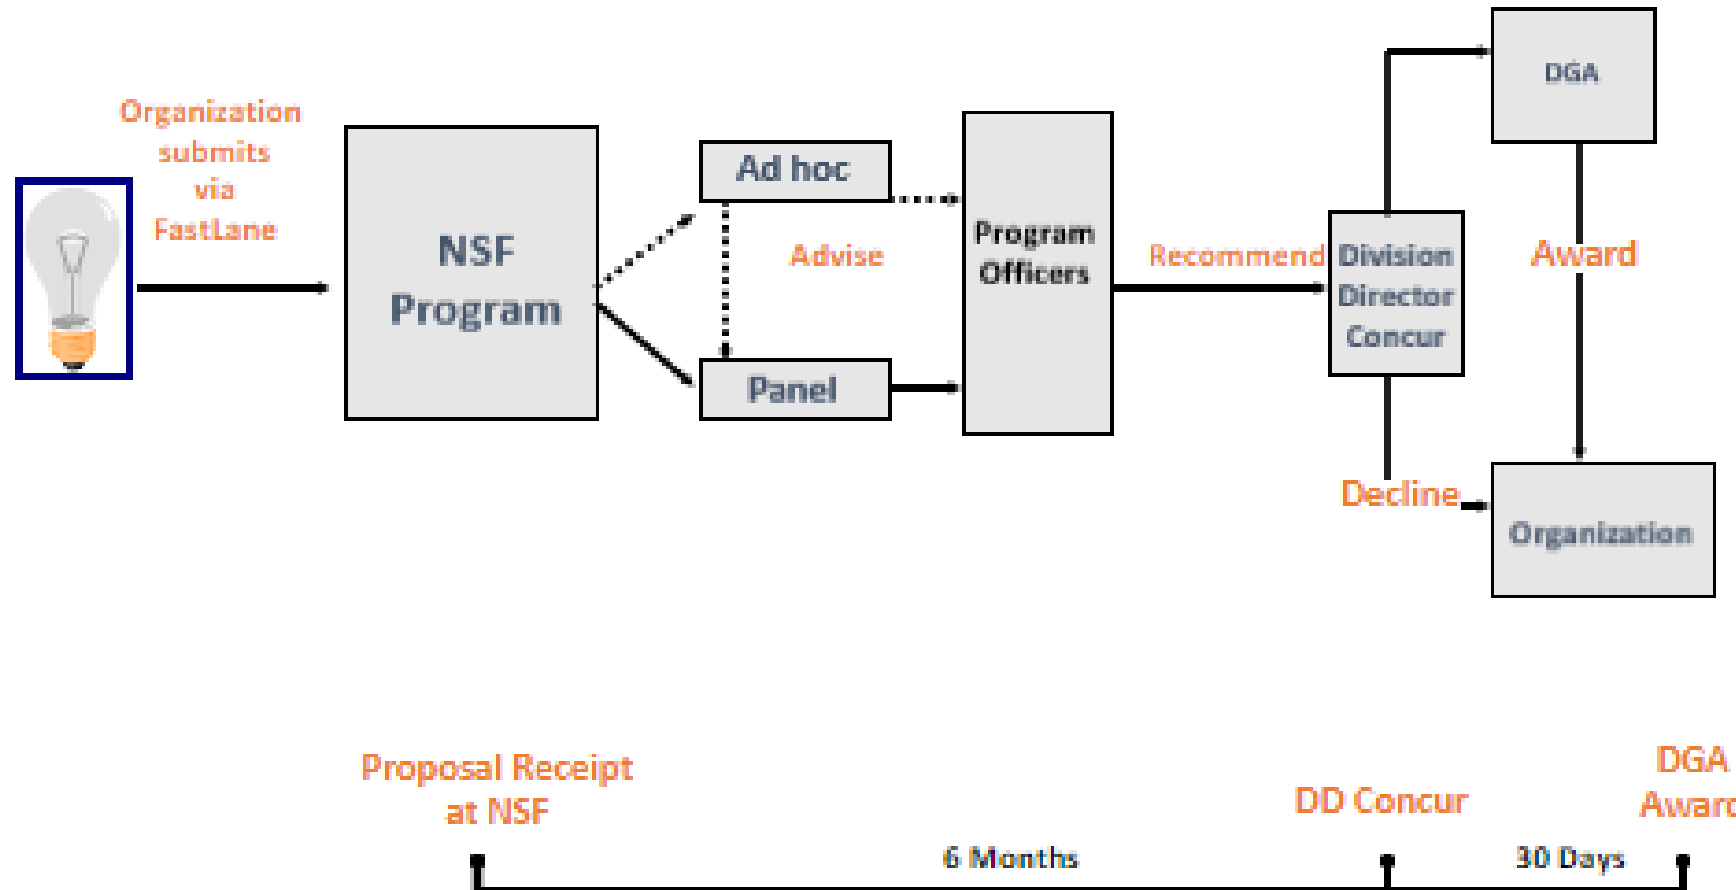 Organization
submits
via
FastLane
NSF
Program
Ad hoc
Advise
Panel
Program
Officers
Recommend
Division
Director
Concur
DGA
Award
Decline
Organization
Proposal Receipt
at NSF
6 Months
DD Concur
30 Days
DGA
Award